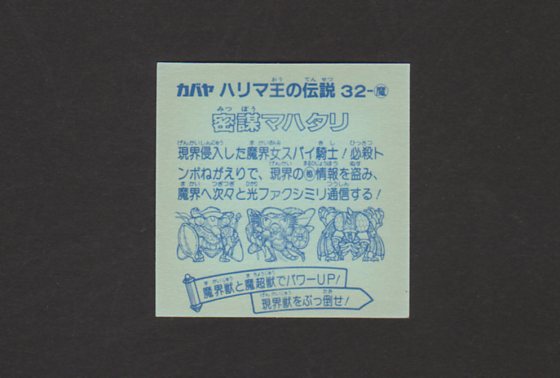 カバヤ ハリマ王の伝説 32-魔
密謀マハタリ
現界侵入した魔界女スパイ騎士!必殺ト
ンボねがえりで、現界の㊙情報を盗み、
魔界へ次々と光ファクシミリ通信する!
魔界獣と魔超獣でパワーUP!
現界獣をぶっ倒せ!